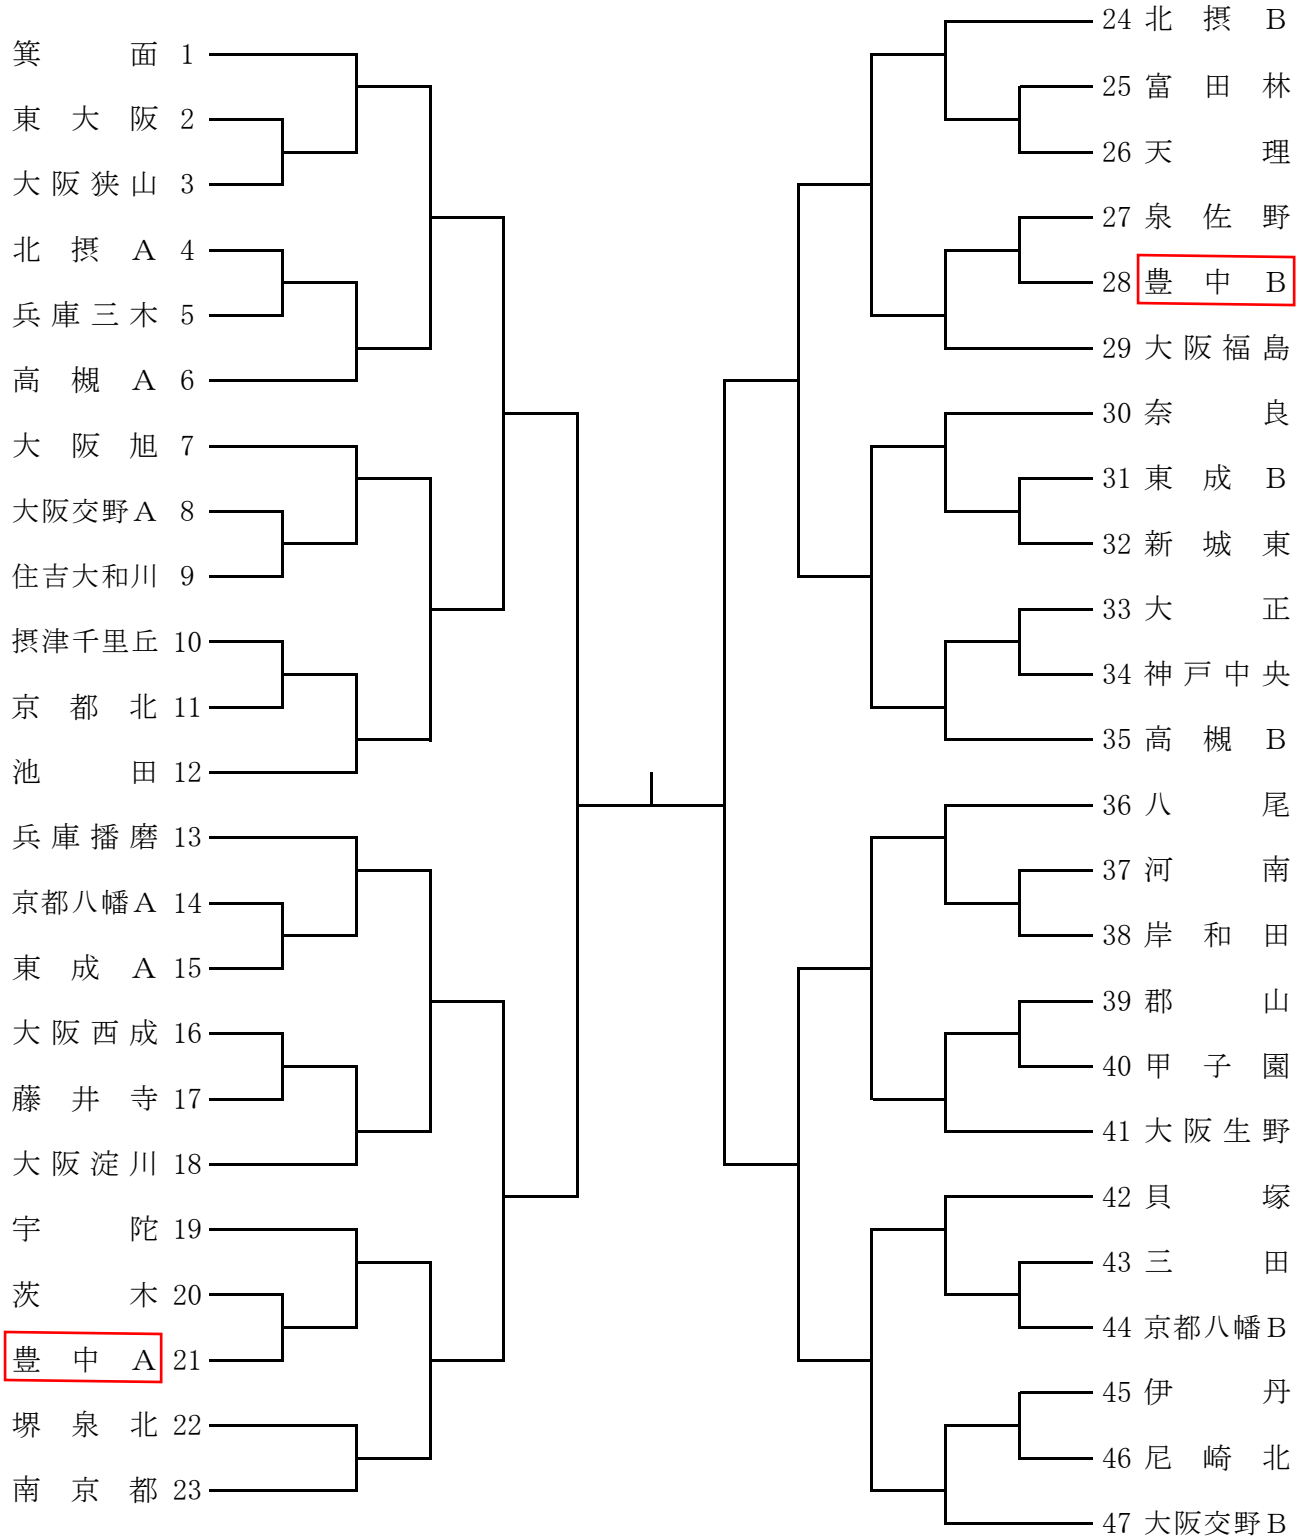 箕面 1
東大阪 2
大阪狭山 3
北摂A 4
兵庫三木 5
高槻A 6
大阪旭 7
大阪交野A 8
住吉大和川 9
摂津千里丘 10
京都北 11
池田 12
兵庫播磨 13
京都八幡A 14
東成A 15
大阪西成 16
藤井寺 17
大阪淀川 18
宇陀 19
茨木 20
豊中A 21
堺泉北 22
南京都 23
24 北摂B
25 富田林
26 天理
27 泉佐野
28 豊中B
29 大阪福島
30 奈良
31 東成B
32 新城東
33 大正
34 神戸中央
35 高槻B
36 八尾
37 河南
38 岸和田
39 郡山
40 甲子園
41 大阪生野
42 貝塚
43 三田
44 京都八幡B
45 伊丹
46 尼崎北
47 大阪交野B